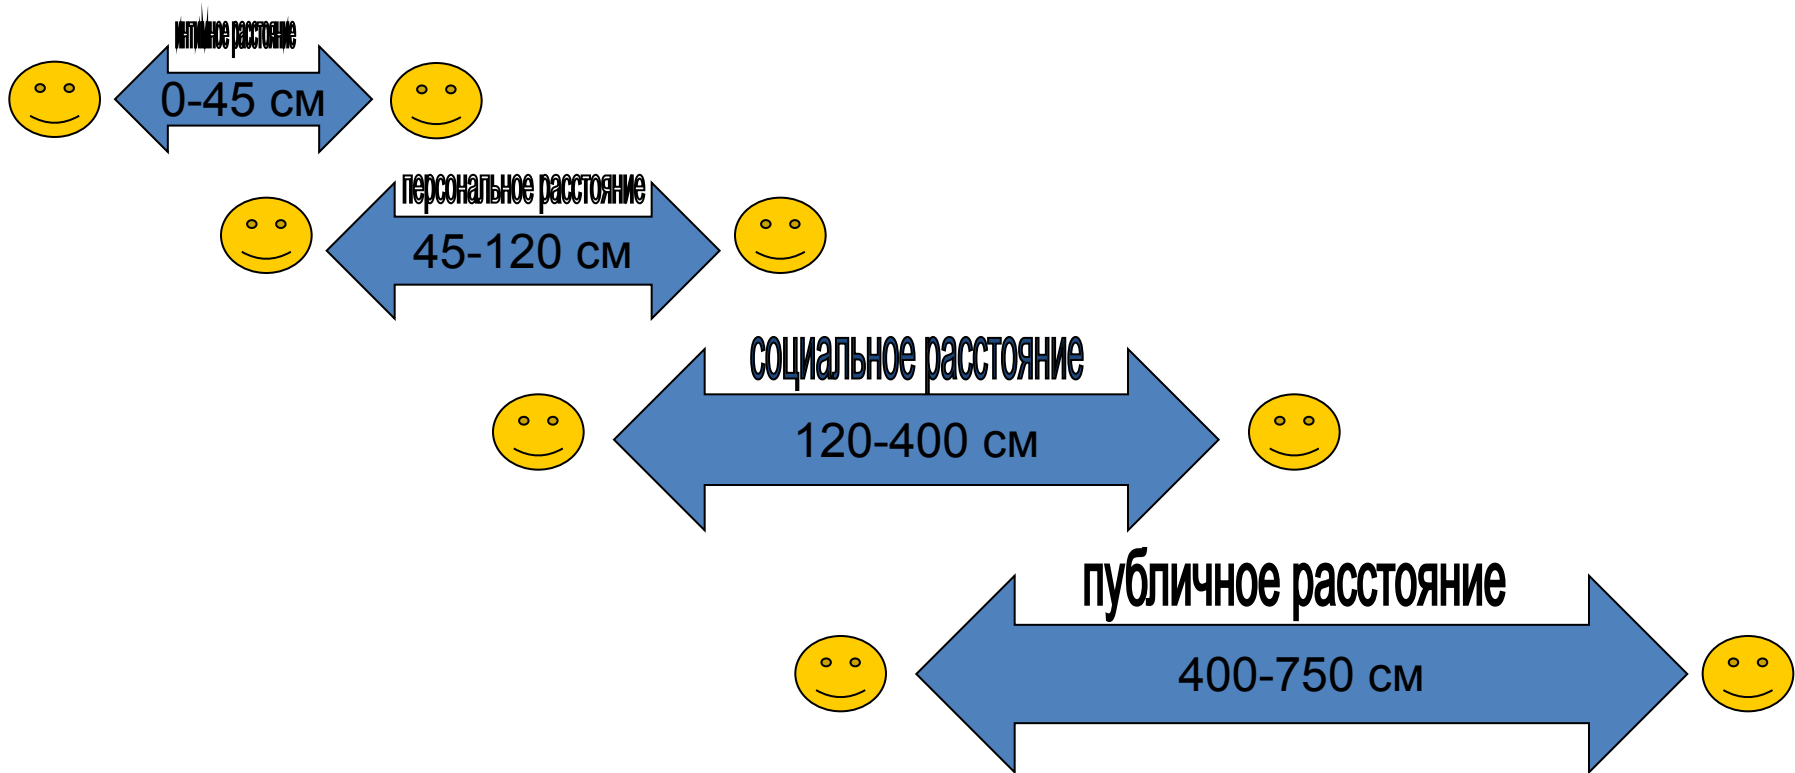 интимное расстояние
0-45 см
персональное расстояние
45-120 см
социальное расстояние
120-400 см
публичное расстояние
400-750 см